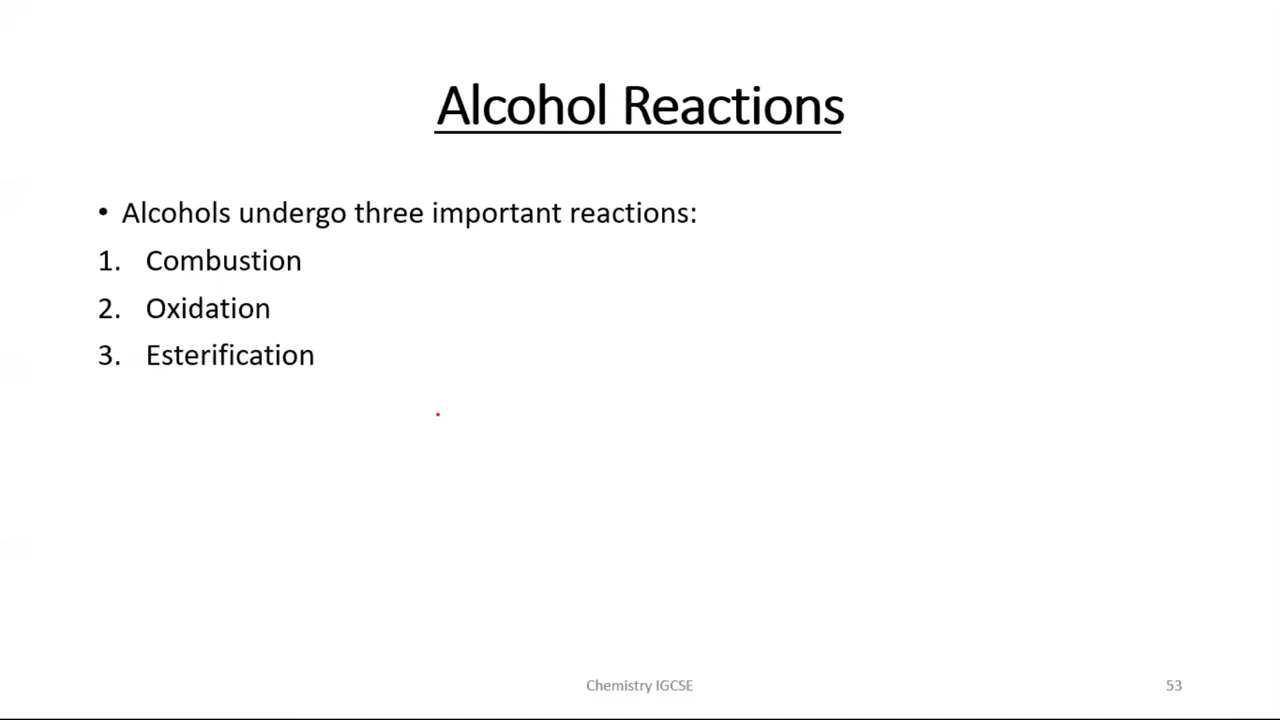 Alcohol Reactions
• Alcohols undergo three important reactions:
1. Combustion
2. Oxidation
3. Esterification
Chemistry IGCSE
53